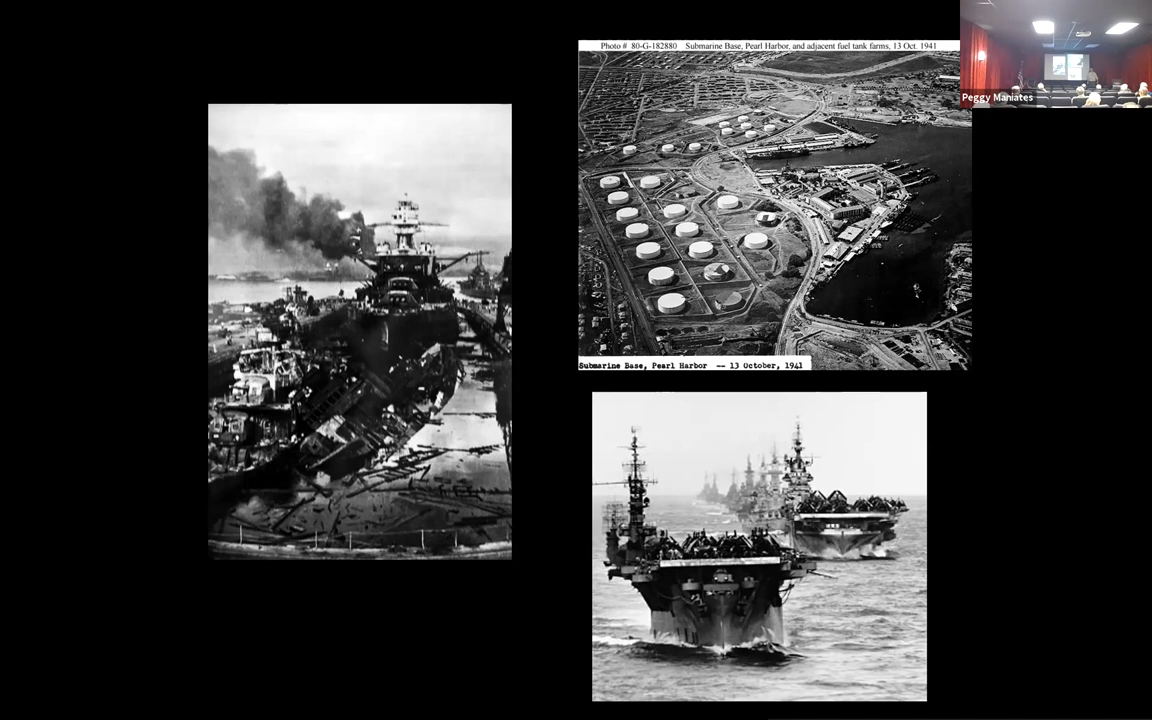 Photo # 80-G-182880 Submarine Base, Pearl Harbor, and adjacent fuel tank farms, 13 Oct. 1941
Peggy Maniates
Submarine Base, Pearl Harbor -- 13 October, 1941